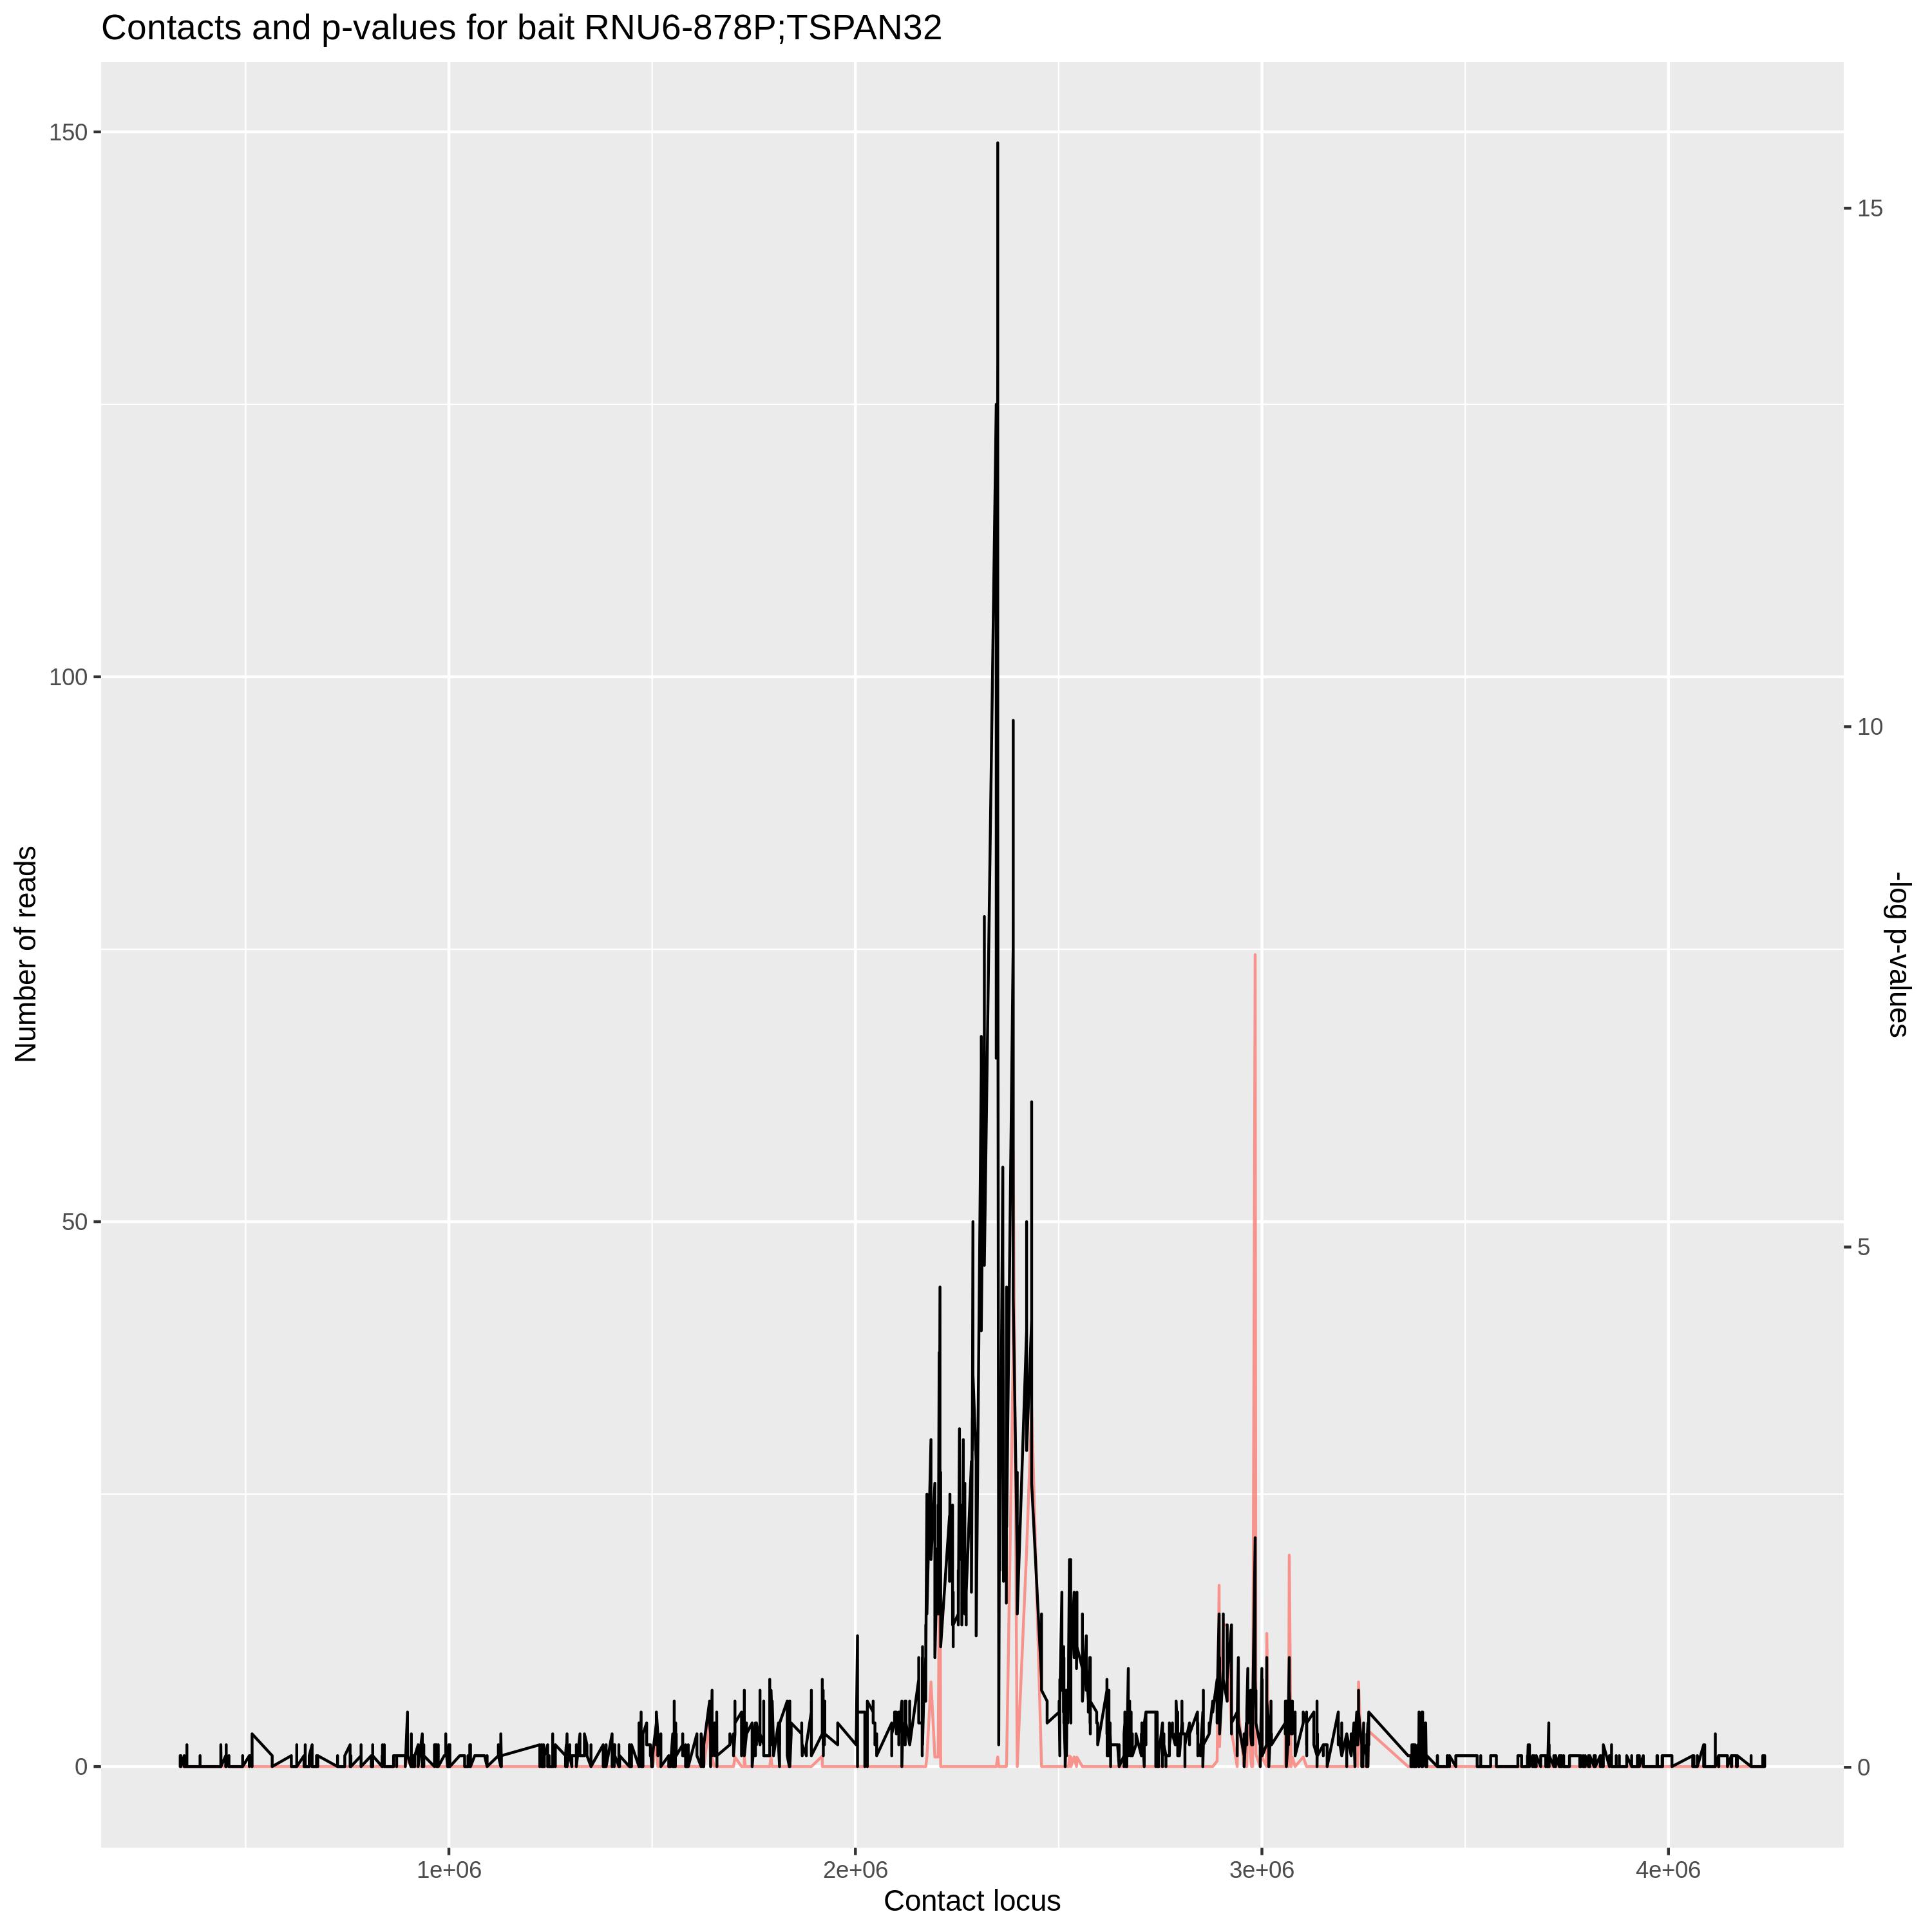 Contacts and p-values for bait RNU6-878P;TSPAN32
150
100
50
0
Number of reads
15
10
5
0
-log p-values
1e+06
2e+06
3e+06
4e+06
Contact locus